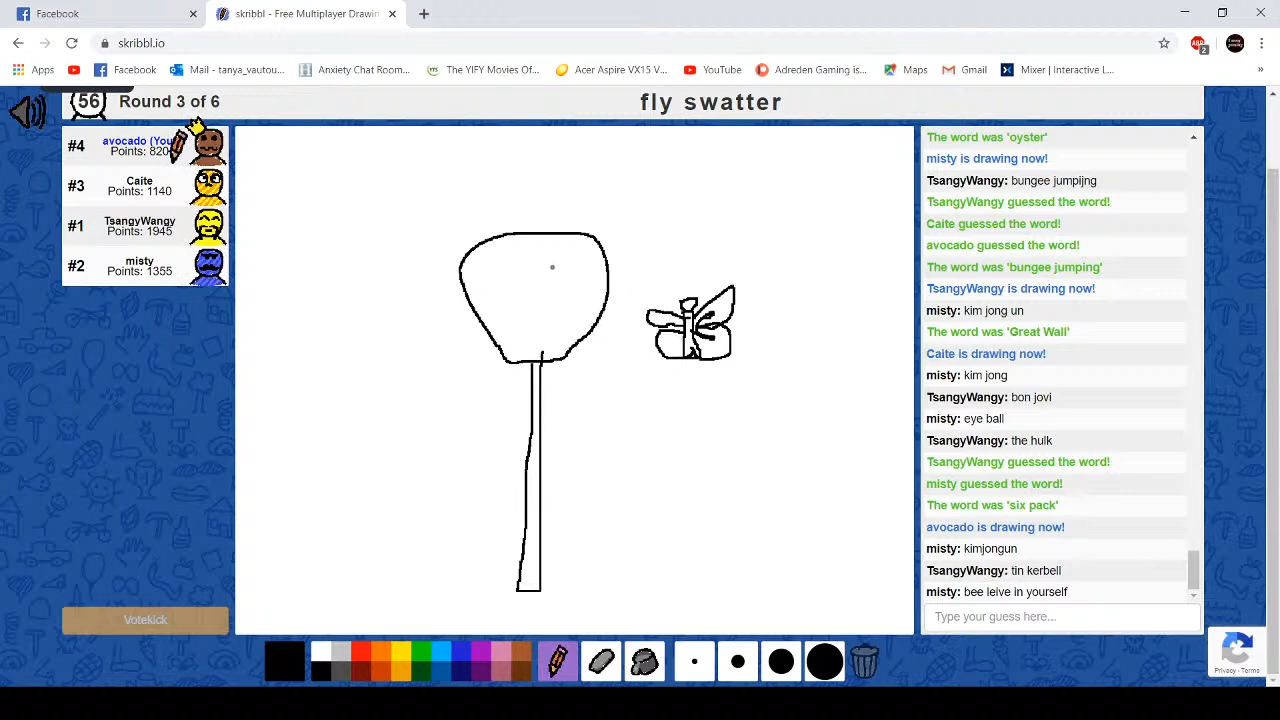 Facebook
skribbl - Free Multiplayer Drawin
skribbl.io
Apps
Facebook
Mail - tanya_vautou...
Anxiety Chat Room...
The YIFY Movies Of...
Acer Aspire VX15 V...
YouTube
Adreden Gaming is...
Maps
Gmail
Mixer | Interactive L...
56
Round 3 of 6
fly swatter
#4
avocado (You
Points: 820
#3
Caite
Points: 1140
#1
TsangyWangy
Points: 1945
#2
misty
Points: 1355
Votekick
The word was 'oyster'
misty is drawing now!
TsangyWangy: bungee jumpijng
TsangyWangy guessed the word!
Caite guessed the word!
avocado guessed the word!
The word was 'bungee jumping'
TsangyWangy is drawing now!
misty: kim jong un
The word was 'Great Wall'
Caite is drawing now!
misty: kim jong
TsangyWangy: bon jovi
misty: eye ball
TsangyWangy: the hulk
TsangyWangy guessed the word!
misty guessed the word!
The word was 'six pack'
avocado is drawing now!
misty: kimjongun
TsangyWangy: tin kerbell
misty: bee leive in yourself
Type your guess here...
Privacy - Terms